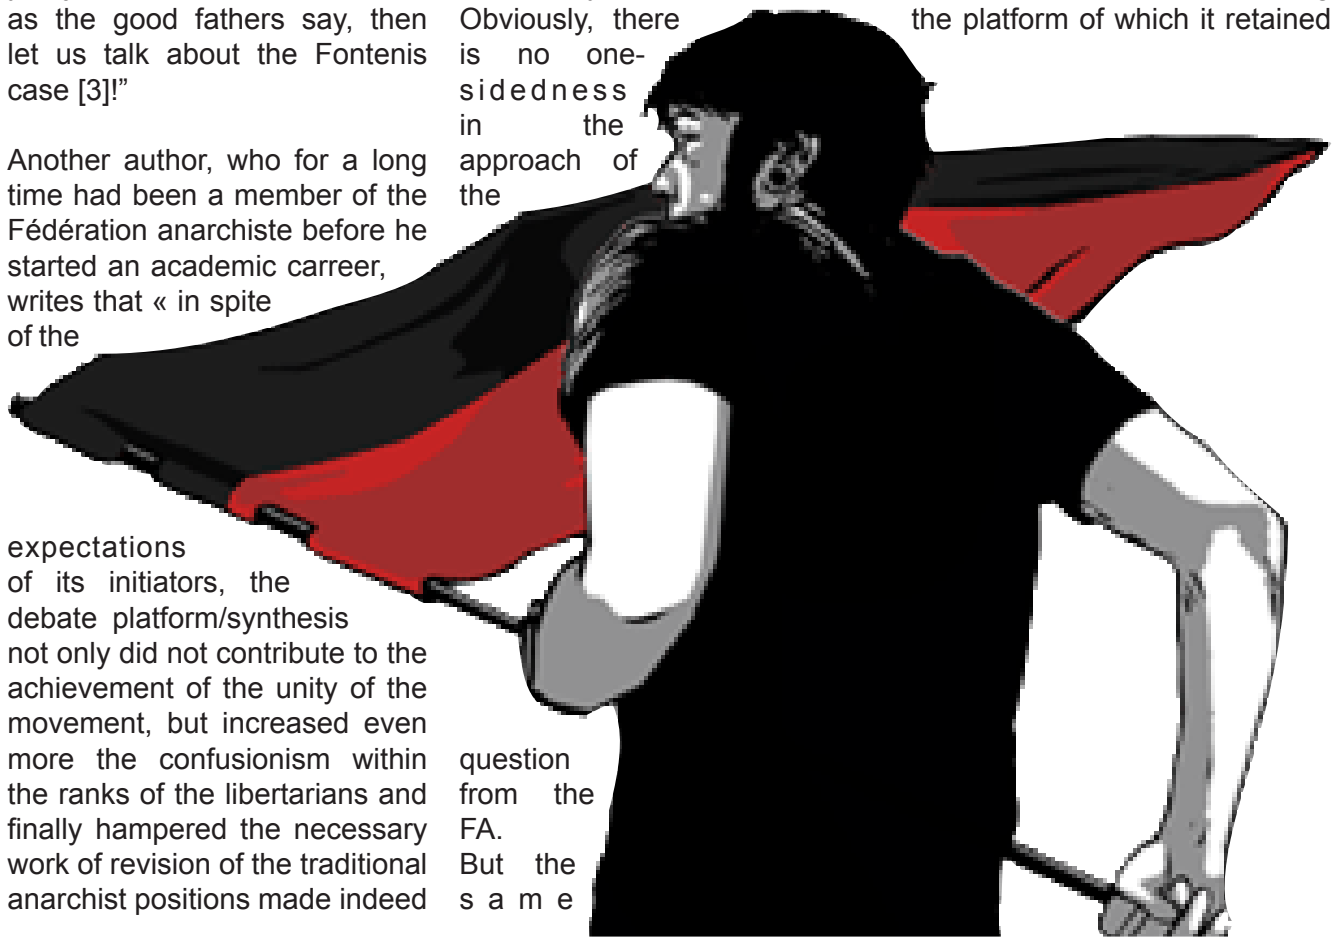 as the good fathers say, then
let us talk about the Fontenis
case [3]!”
Another author, who for a long
time had been a member of the
Fédération anarchiste before he
started an academic carreer,
writes that « in spite
of the
expectations
of its initiators, the
debate platform/synthesis
not only did not contribute to the
achievement of the unity of the
movement, but increased even
more the confusionism within
the ranks of the libertarians and
finally hampered the necessary
work of revision of the traditional
anarchist positions made indeed
Obviously, there
is no one-
sidedness
in the
approach of
the
question
from the
FA.
But the
same
the platform of which it retained